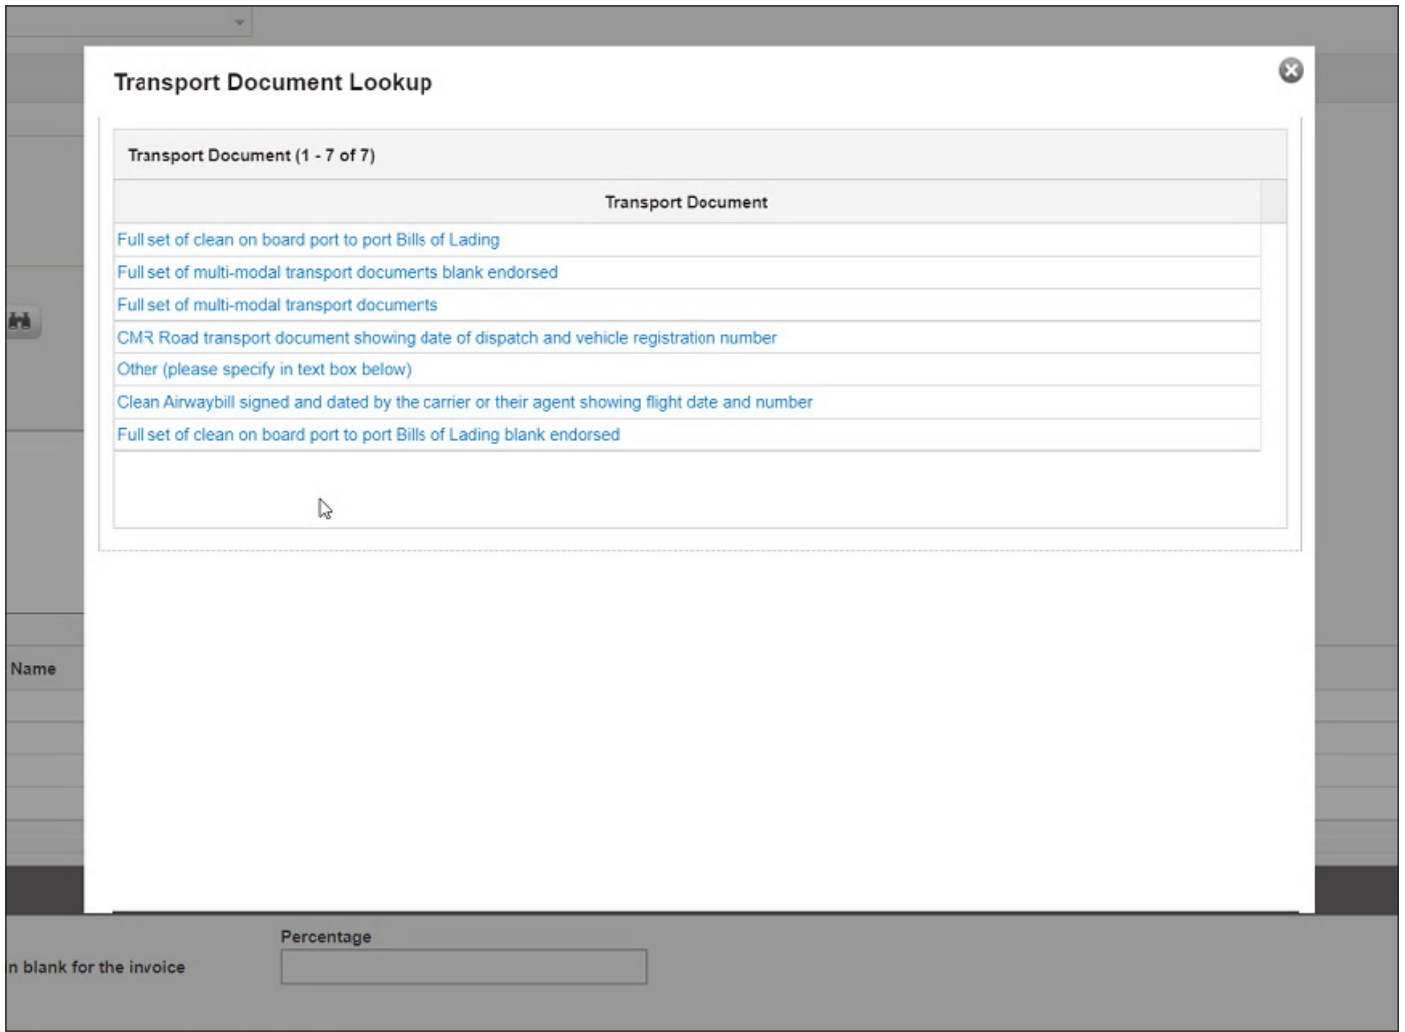 Transport Document Lookup
Transport Document (1 - 7 of 7)
Transport Document
Full set of clean on board port to port Bills of Lading
Full set of multi-modal transport documents blank endorsed
Full set of multi-modal transport documents
CMR Road transport document showing date of dispatch and vehicle registration number
Other (please specify in text box below)
Clean Airwaybill signed and dated by the carrier or their agent showing flight date and number
Full set of clean on board port to port Bills of Lading blank endorsed
Name
Percentage
n blank for the invoice